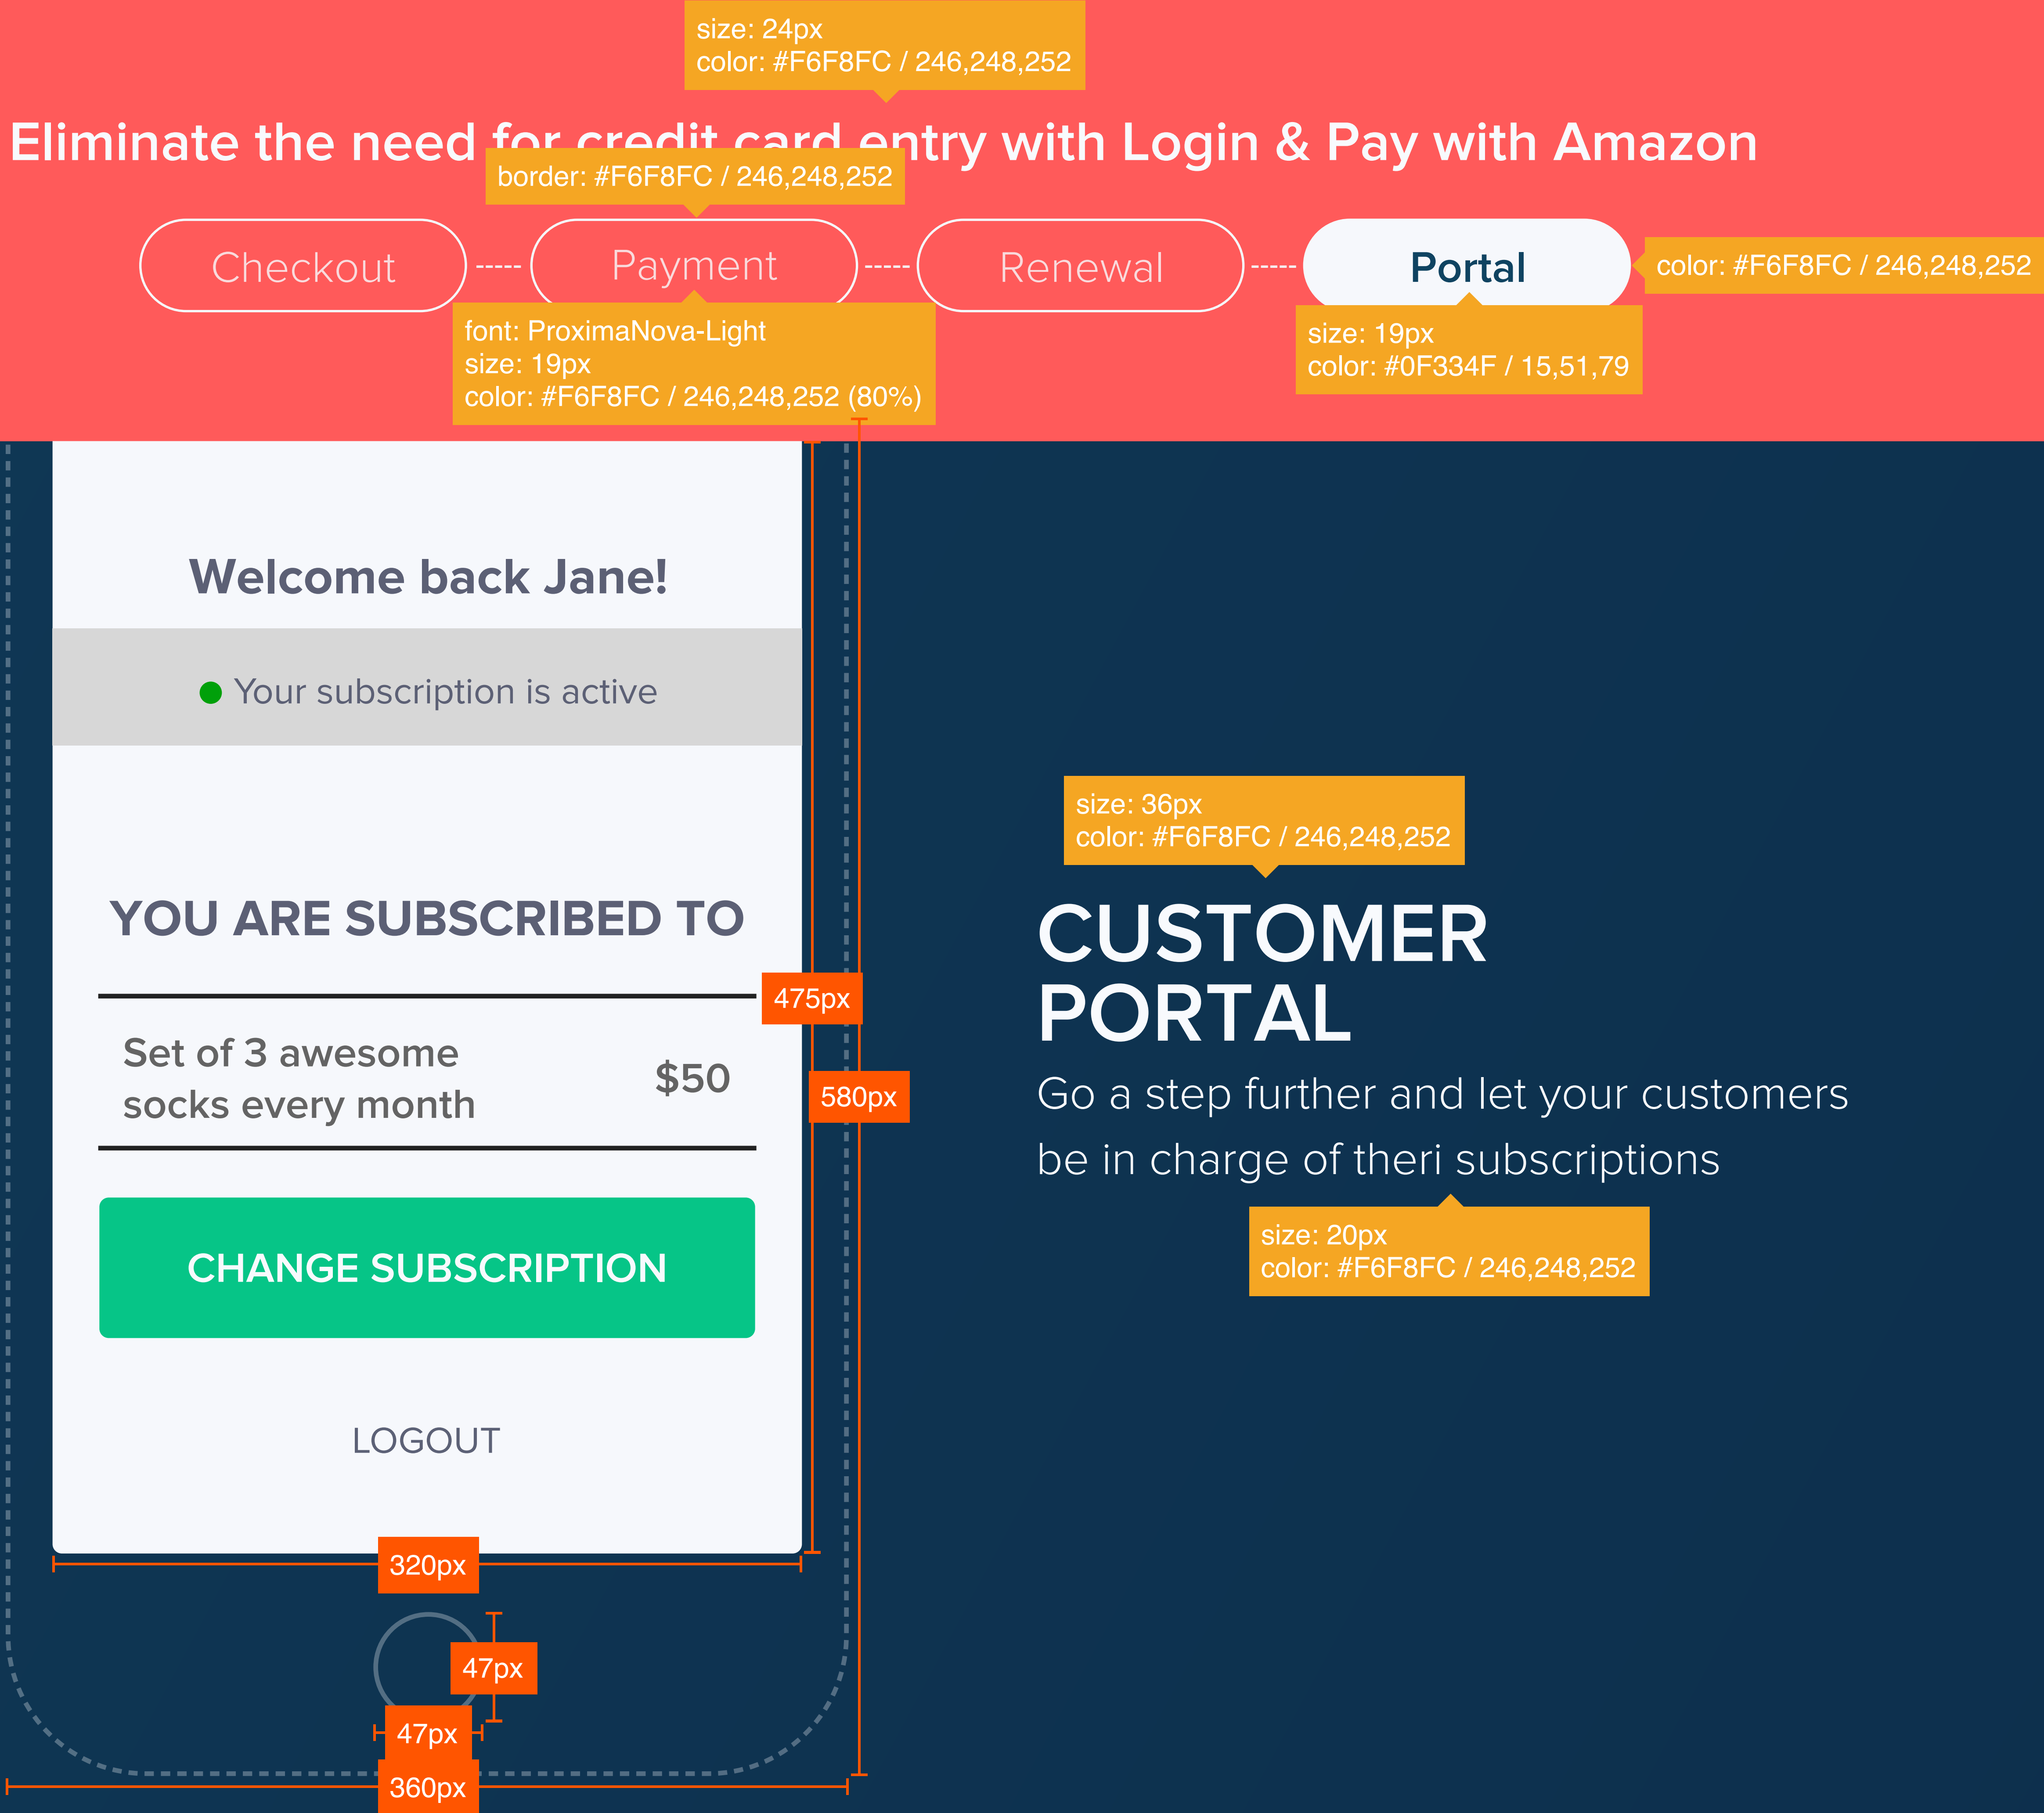 size: 24px
color: #F6F8FC / 246,248,252
Eliminate the need for credit card entry with Login & Pay with Amazon
border: #F6F8FC / 246,248,252
Checkout
Payment
Renewal
Portal
color: #F6F8FC / 246,248,252
font: ProximaNova-Light
size: 19px
color: #F6F8FC / 246,248,252 (80%)
size: 19px
color: #0F334F / 15,51,79
Welcome back Jane!
Your subscription is active
YOU ARE SUBSCRIBED TO
475px
Set of 3 awesome
socks every month
$50
580px
CHANGE SUBSCRIPTION
LOGOUT
320px
47px
47px
360px
size: 36px
color: #F6F8FC / 246,248,252
CUSTOMER
PORTAL
Go a step further and let your customers
be in charge of theri subscriptions
size: 20px
color: #F6F8FC / 246,248,252